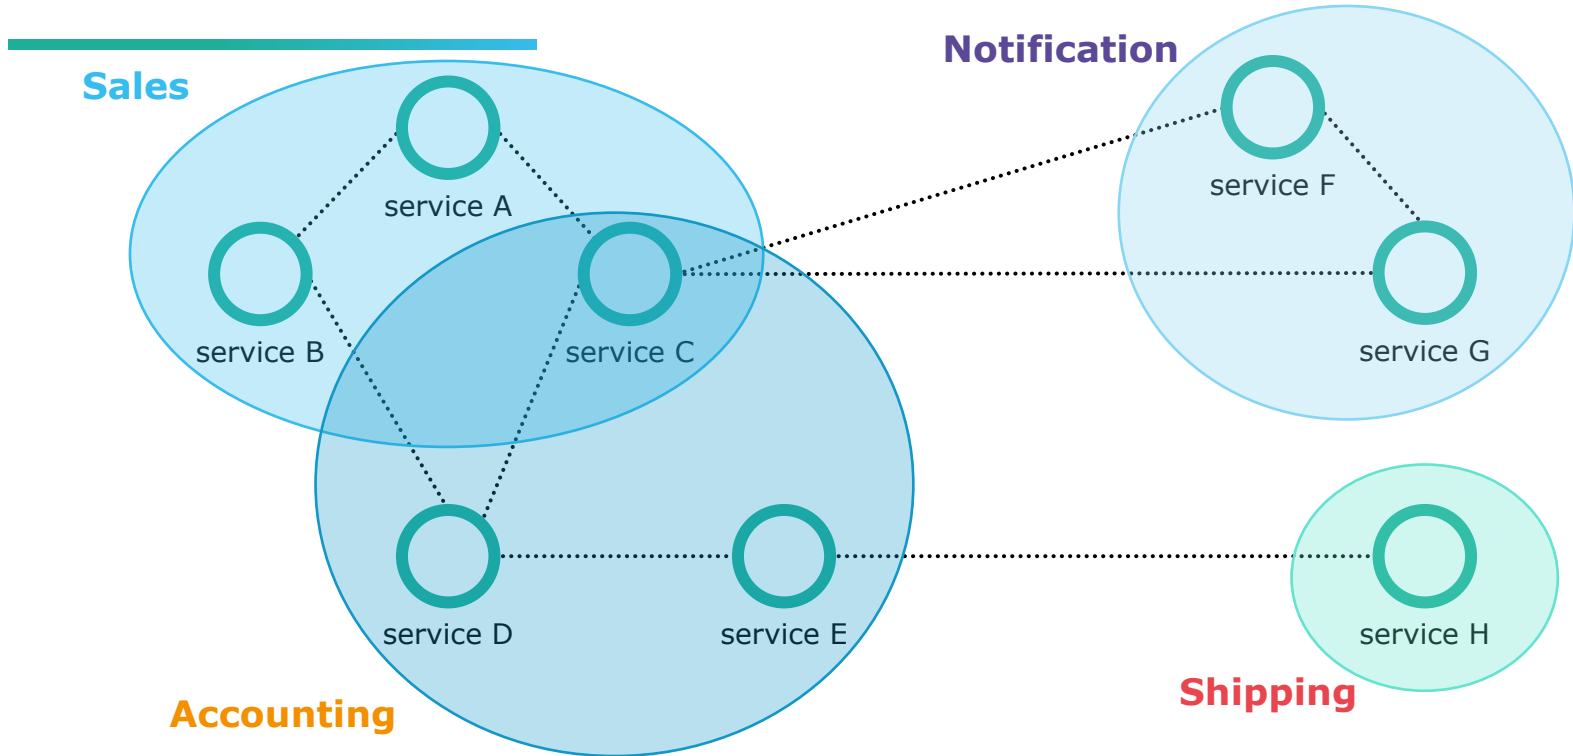 Notification
Sales
service A
service F
service B
service C
service G
service D
service E
service H
Shipping
Accounting